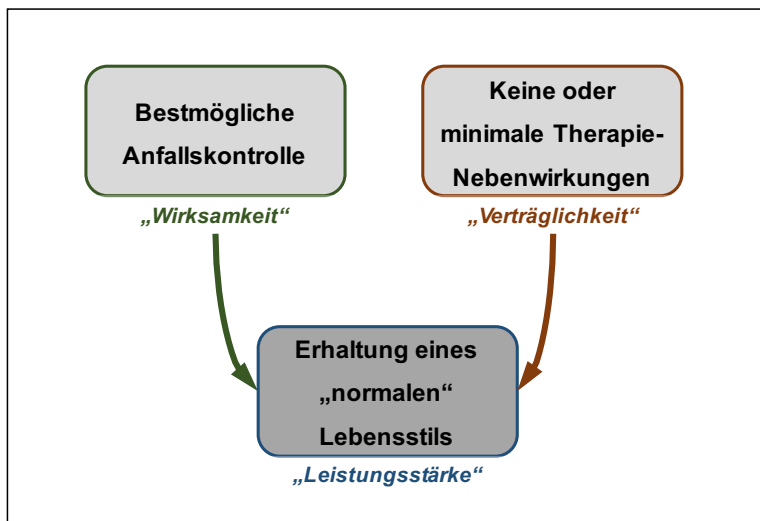 Bestmögliche
Anfallskontrolle
„Wirksamkeit“
Keine oder
minimale Therapie-
Nebenwirkungen
„Verträglichkeit“
Erhaltung eines
„normalen“
Lebensstils
„Leistungsstärke“